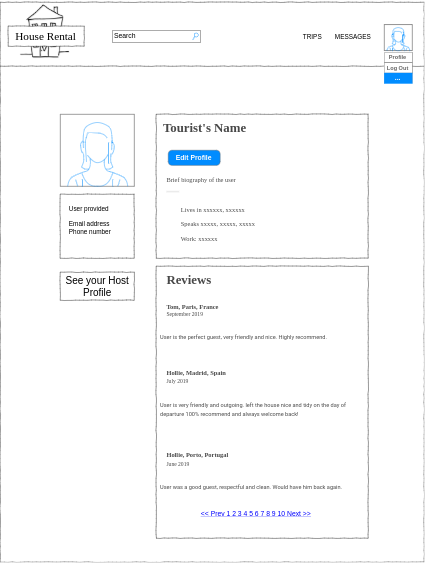 House Rental
Search
TRIPS
MESSAGES
Profile
Log Out
...
Tourist's Name
Edit Profile
Brief biography of the user
Lives in xxxxxx, xxxxxx
Speaks xxxxx, xxxxx, xxxxx
Work: xxxxxx
User provided
Email address
Phone number
See your Host
Profile
Reviews
Tom, Paris, France
September 2019
User is the perfect guest, very friendly and nice. Highly recommend.
Hollie, Madrid, Spain
July 2019
User is very friendly and outgoing. left the house nice and tidy on the day of
departure 100% recommend and always welcome back!
Hollie, Porto, Portugal
June 2019
User was a good guest, respectful and clean. Would have him back again.
<< Prev 1 2 3 4 5 6 7 8 9 10 Next >>